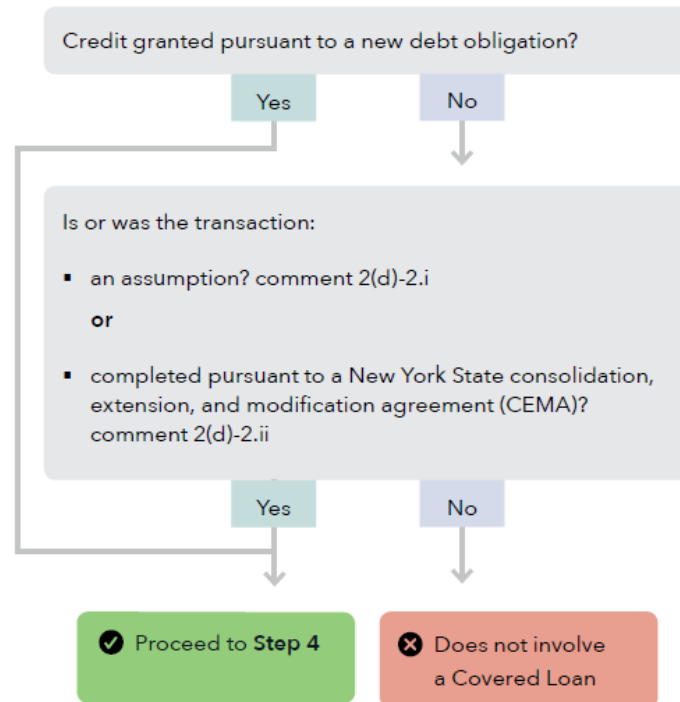 Credit granted pursuant to a new debt obligation?
Yes
No
Is or was the transaction:
▪ an assumption? comment 2(d)-2.i
or
▪ completed pursuant to a New York State consolidation,
extension, and modification agreement (CEMA)?
comment 2(d)-2.ii
Yes
No
Proceed to Step 4
Does not involve
a Covered Loan